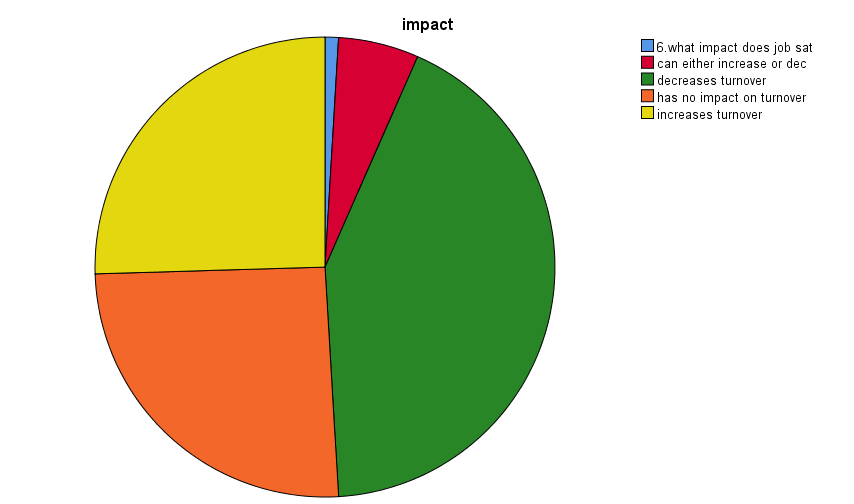 impact
6.what impact does job sat
can either increase or dec
decreases turnover
has no impact on turnover
increases turnover